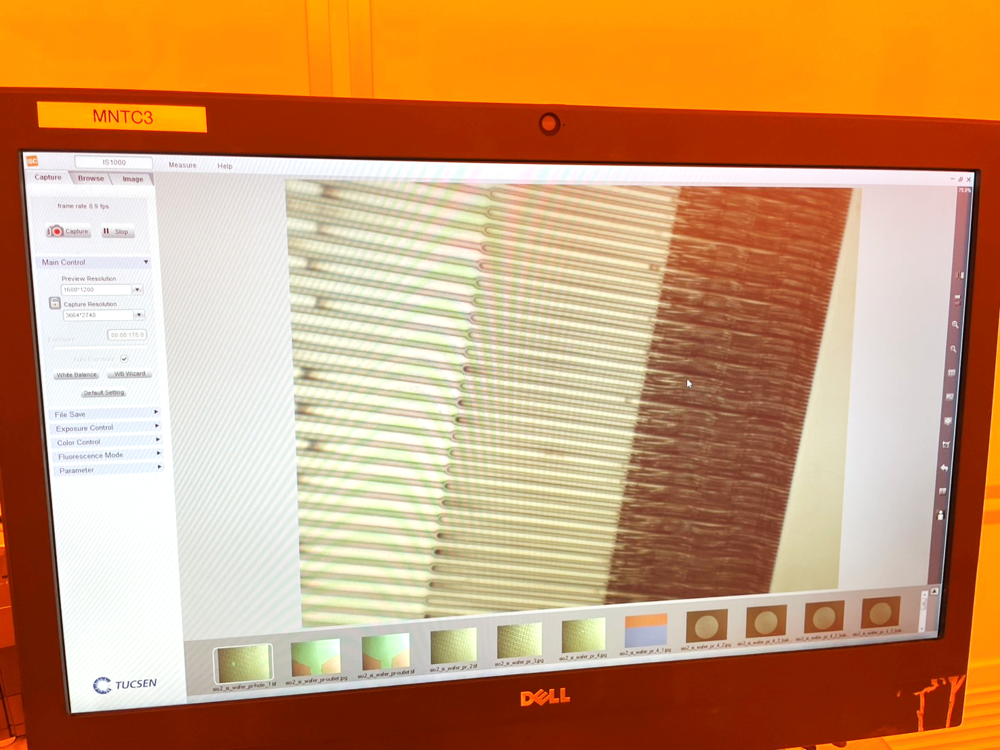 MNTC3
ISC
IS1000
Measure
Help
Capture
Browse
Image
75.0%
frame rate 8.9 fps
Capture
Stop
Main Control
Preview Resolution
1600*1200
Capture Resolution
3664*2748
Exposure
00:00:178.0
Auto Exposure
White Balance
WB Wizard
Default Setting
File Save
Exposure Control
Color Control
Fluorescence Mode
Parameter
sio2_si_wafer_pr-hole_1.tif
sio2_si_wafer_pr-outlet.jpg
sio2_si_wafer_pr-outlet.tif
sio2_si_wafer_pr_2.tif
sio2_si_wafer_pr_3.jpg
sio2_si_wafer_pr_4.jpg
sio2_si_wafer_pr_4_1.jpg
sio2_si_wafer_pr_4_2.jpg
sio2_si_wafer_pr_4_2_bak...
sio2_si_wafer_pr_4_2_bak...
sio2_si_wafer_pr_4_2_bak...
TUCSEN
DELL